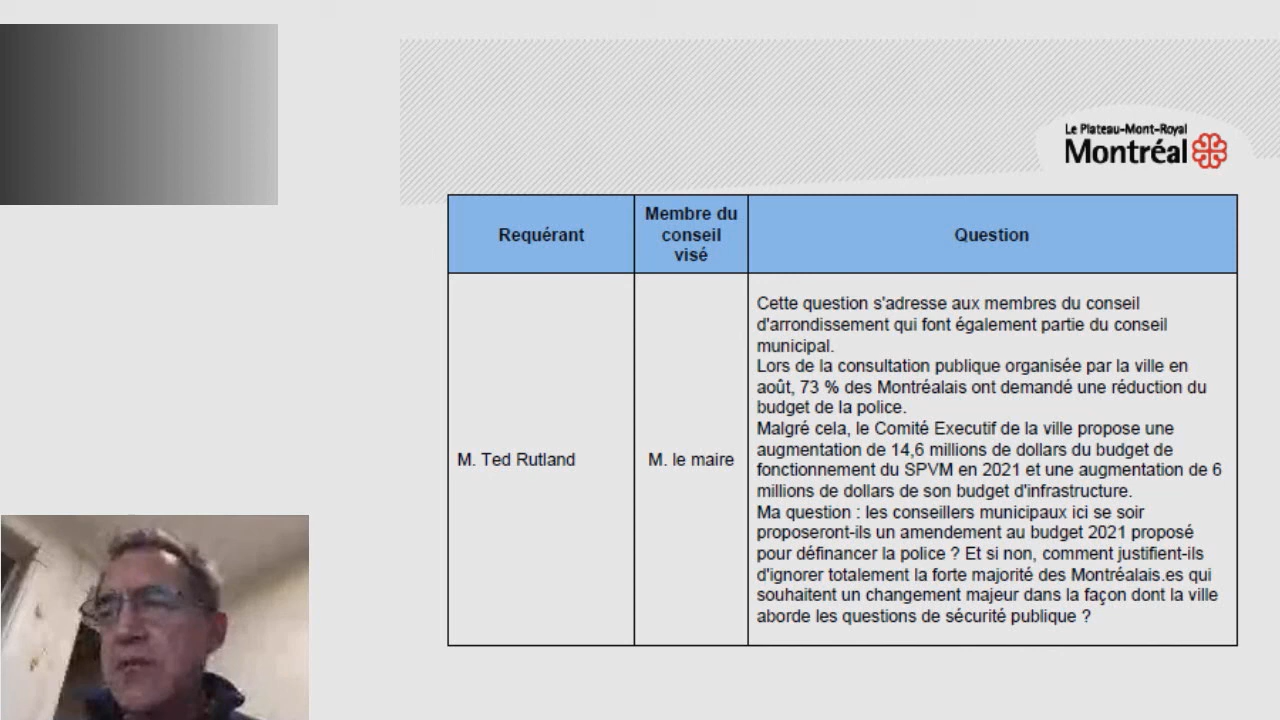 Le Plateau-Mont-Royal
Montréal
Requérant
Membre du
conseil
visé
Question
M. Ted Rutland
M. le maire
Cette question s'adresse aux membres du conseil
d'arrondissement qui font également partie du conseil
municipal.
Lors de la consultation publique organisée par la ville en
août, 73 % des Montréalais ont demandé une réduction du
budget de la police.
Malgré cela, le Comité Executif de la ville propose une
augmentation de 14,6 millions de dollars du budget de
fonctionnement du SPVM en 2021 et une augmentation de 6
millions de dollars de son budget d'infrastructure.
Ma question : les conseillers municipaux ici se soir
proposeront-ils un amendement au budget 2021 proposé
pour définancer la police ? Et si non, comment justifient-ils
d'ignorer totalement la forte majorité des Montréalais.es qui
souhaitent un changement majeur dans la façon dont la ville
aborde les questions de sécurité publique ?